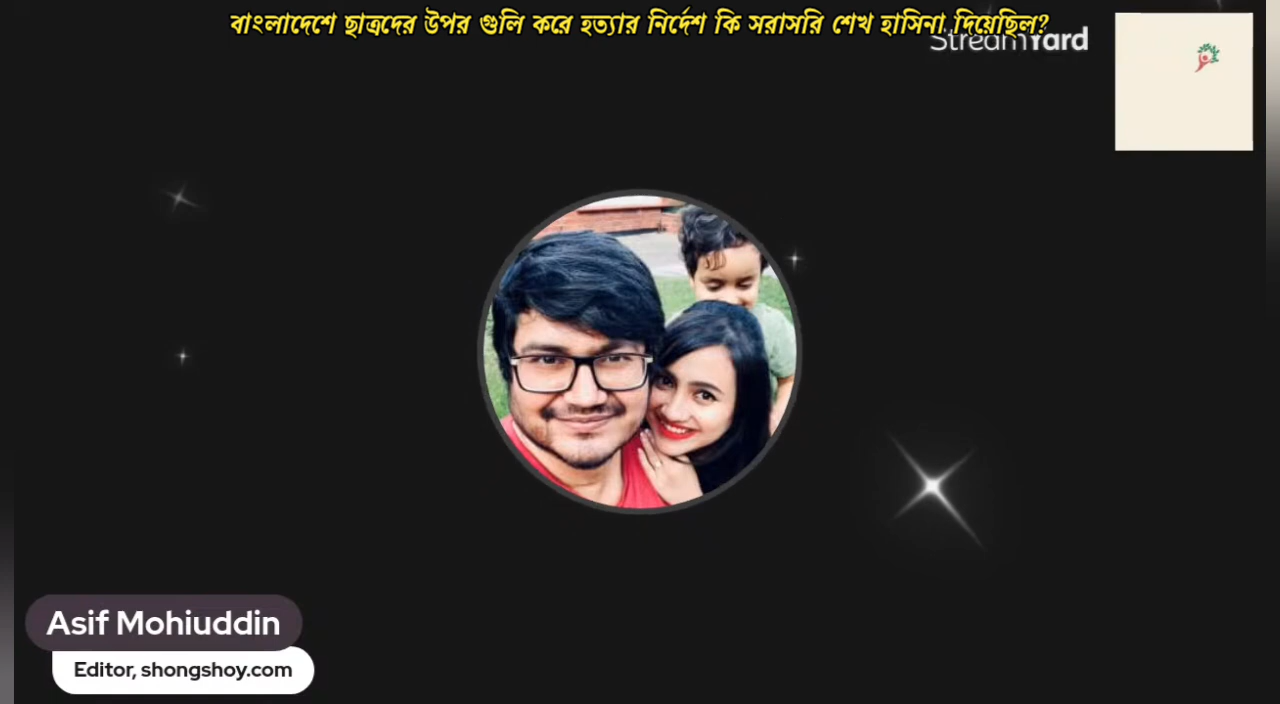 বাংলাদেশে ছাত্রদের উপর গুলি করে হত্যার নির্দেশ কি সরাসরি শেখ হাসিনা দিয়েছিল?
StreamYard
Asif Mohiuddin
Editor, shongshoy.com